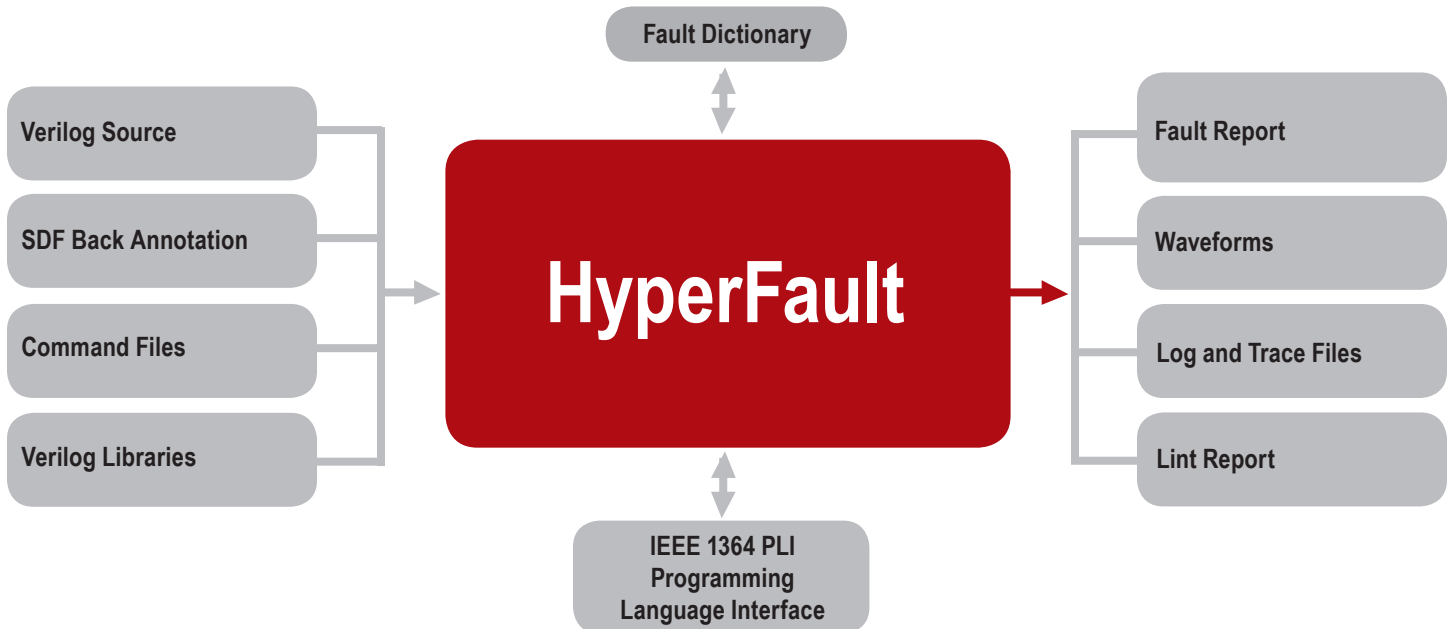 Fault Dictionary
Verilog Source
SDF Back Annotation
Command Files
Verilog Libraries
HyperFault
Fault Report
Waveforms
Log and Trace Files
Lint Report
IEEE 1364 PLI
Programming
Language Interface